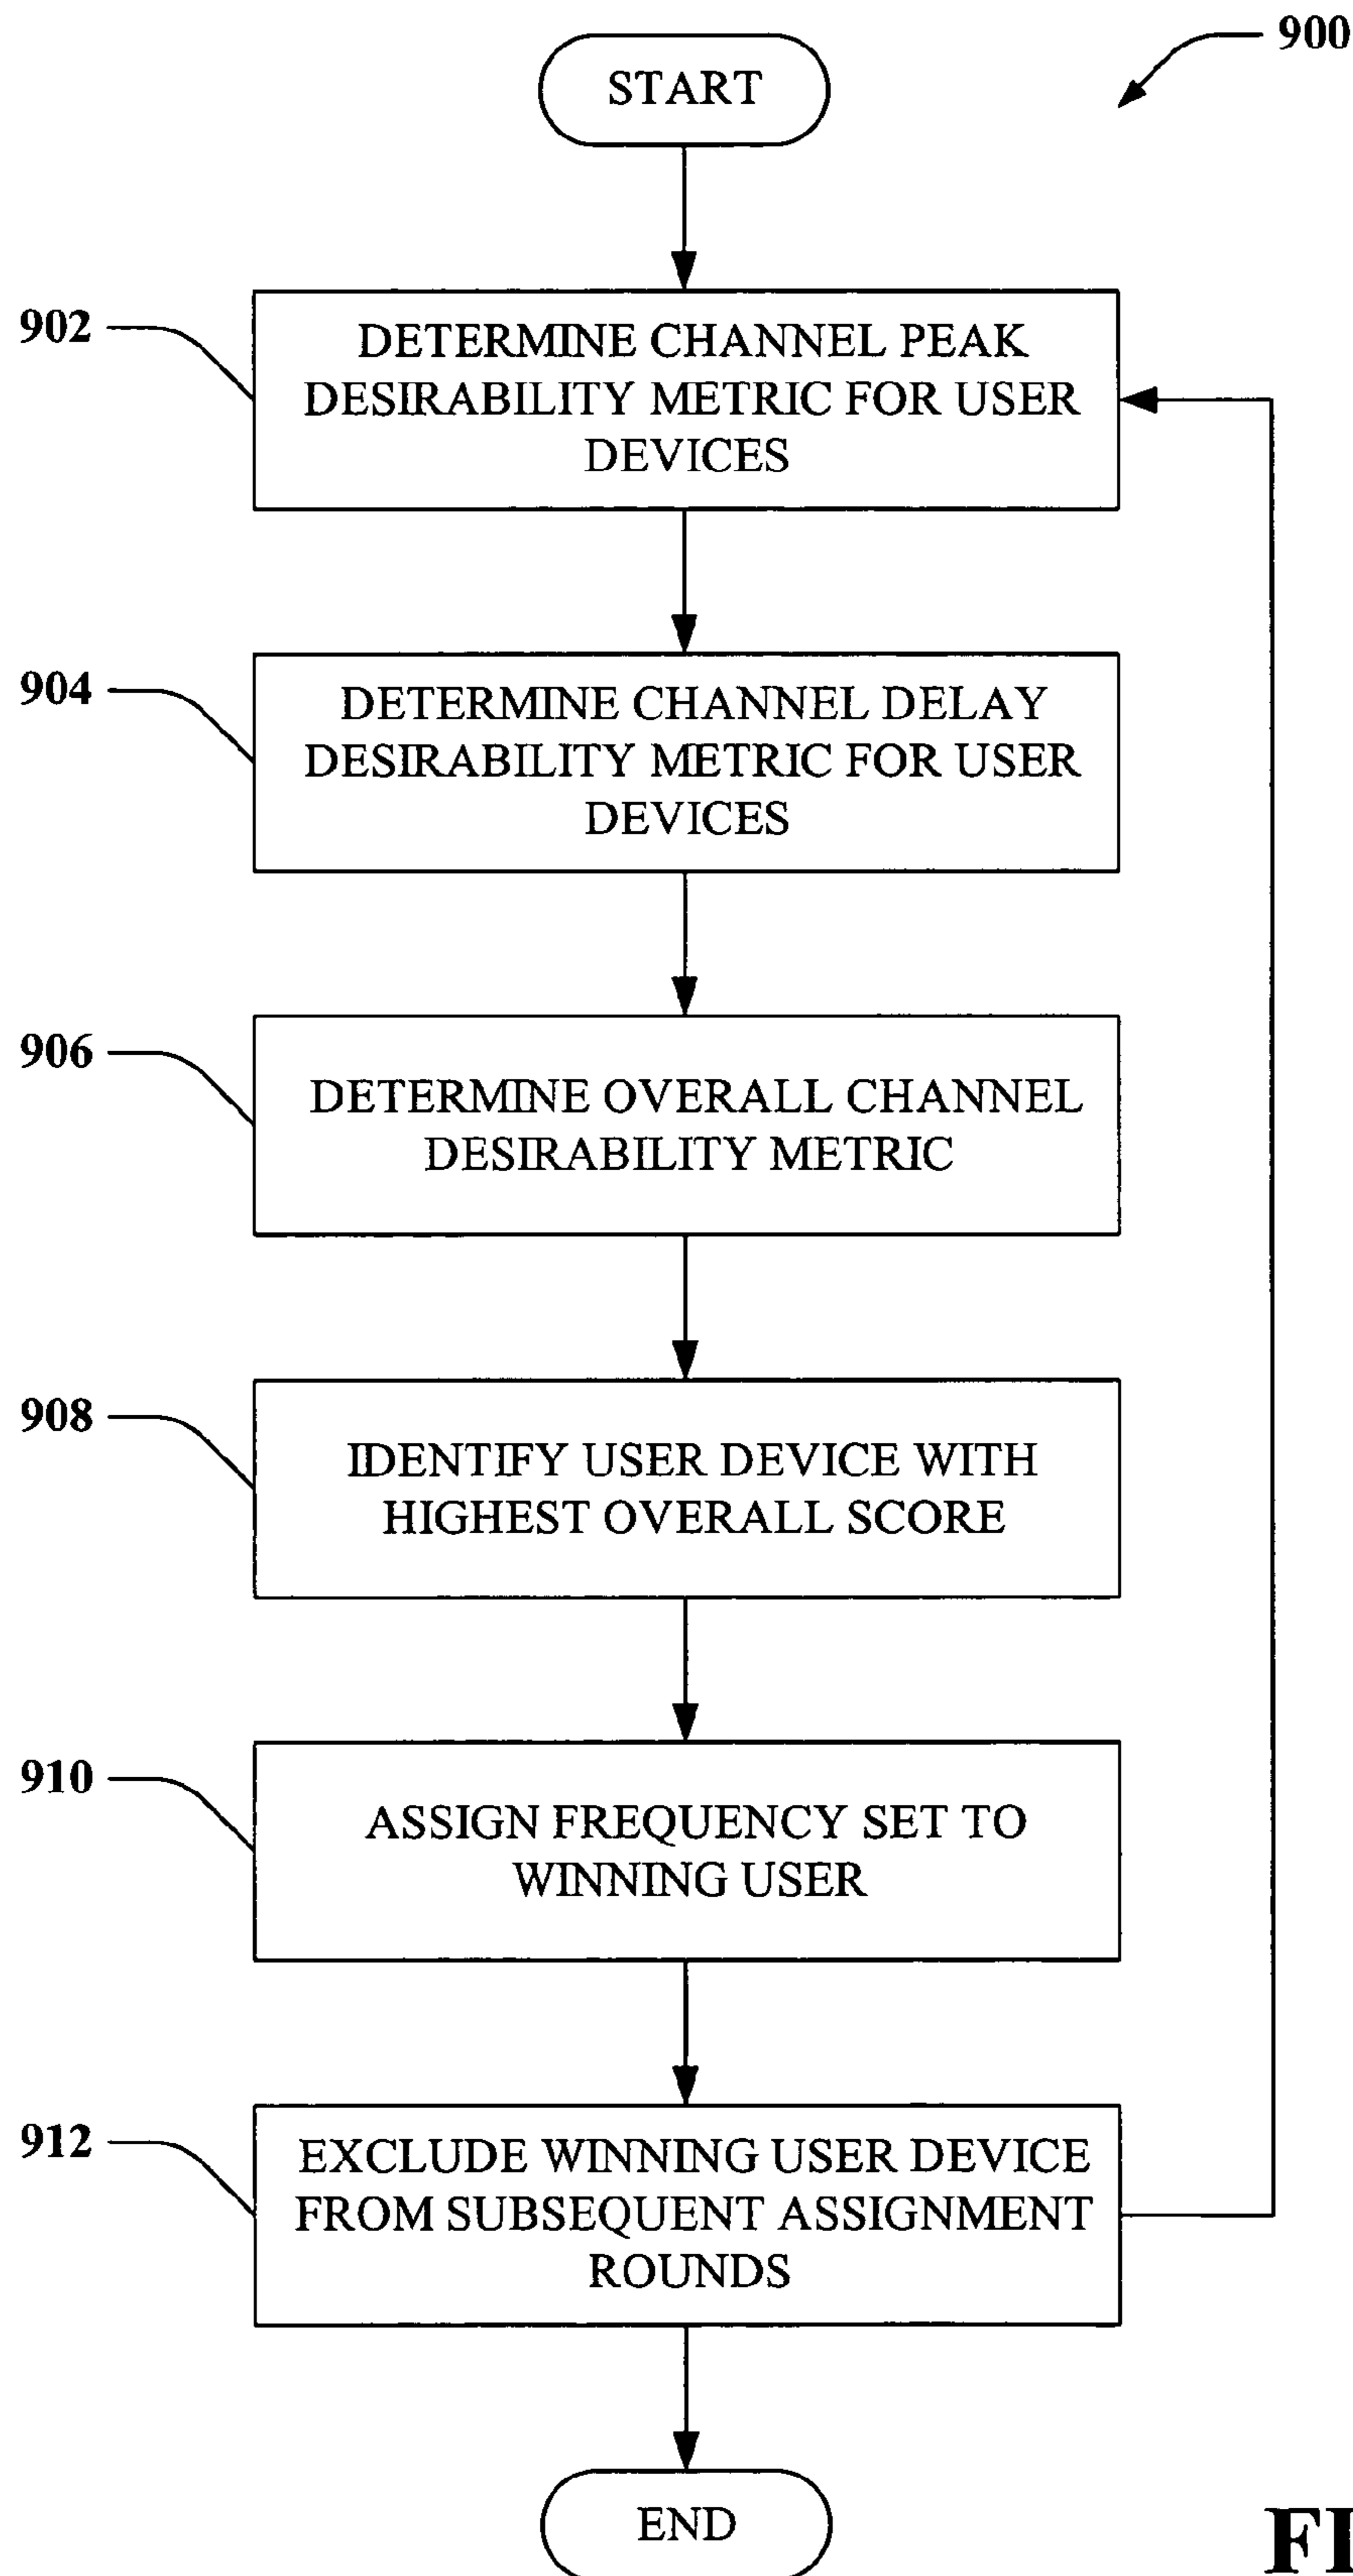 900
START
902
DETERMINE CHANNEL PEAK
DESIRABILITY METRIC FOR USER
DEVICES
904
DETERMINE CHANNEL DELAY
DESIRABILITY METRIC FOR USER
DEVICES
906
DETERMINE OVERALL CHANNEL
DESIRABILITY METRIC
908
IDENTIFY USER DEVICE WITH
HIGHEST OVERALL SCORE
910
ASSIGN FREQUENCY SET TO
WINNING USER
912
EXCLUDE WINNING USER DEVICE
FROM SUBSEQUENT ASSIGNMENT
ROUNDS
END